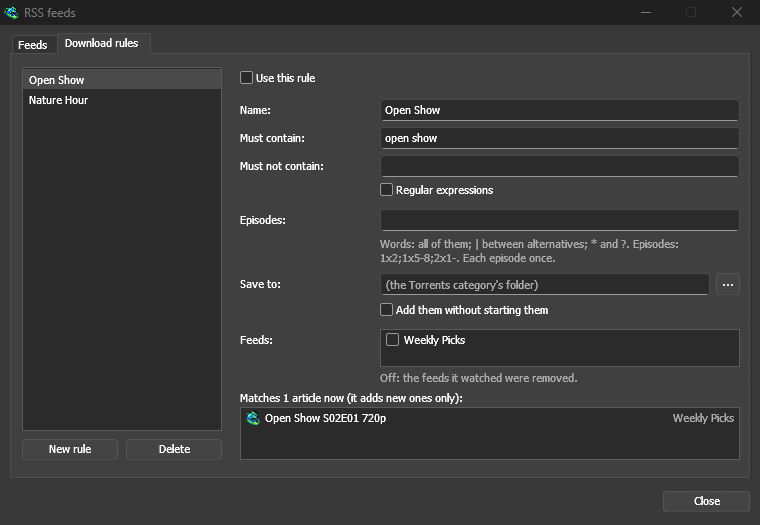 RSS feeds
Feeds
Download rules
Open Show
Nature Hour
New rule
Delete
Use this rule
Name:
Open Show
Must contain:
open show
Must not contain:
Regular expressions
Episodes:
Words: all of them; | between alternatives; * and ?. Episodes:
1x2;1x5-8;2x1-. Each episode once.
Save to:
(the Torrents category's folder)
...
Add them without starting them
Feeds:
Weekly Picks
Off: the feeds it watched were removed.
Matches 1 article now (it adds new ones only):
Open Show S02E01 720p
Weekly Picks
Close